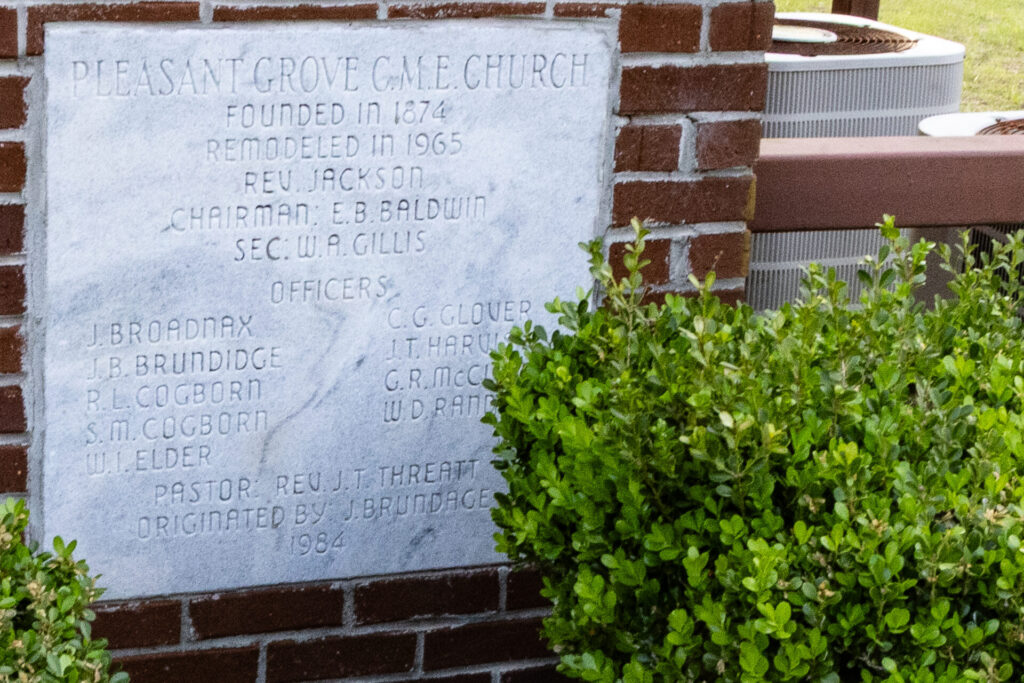 PLEASANT GROVE C.M.E. CHURCH
FOUNDED IN 1874
REMODELED IN 1965
REV. JACKSON
CHAIRMAN: E.B. BALDWIN
SEC: W.A. GILLIS
OFFICERS
J. BROADNAX
J.B. BRUNDIDGE
R.L. COGBORN
S.M. COGBORN
W.I. ELDER
C.G. GLOVER
J.T.
G.R.
W.D.
PASTOR: REV. J.T. THREATT
ORIGINATED BY: J. BRUNDAGE
1984